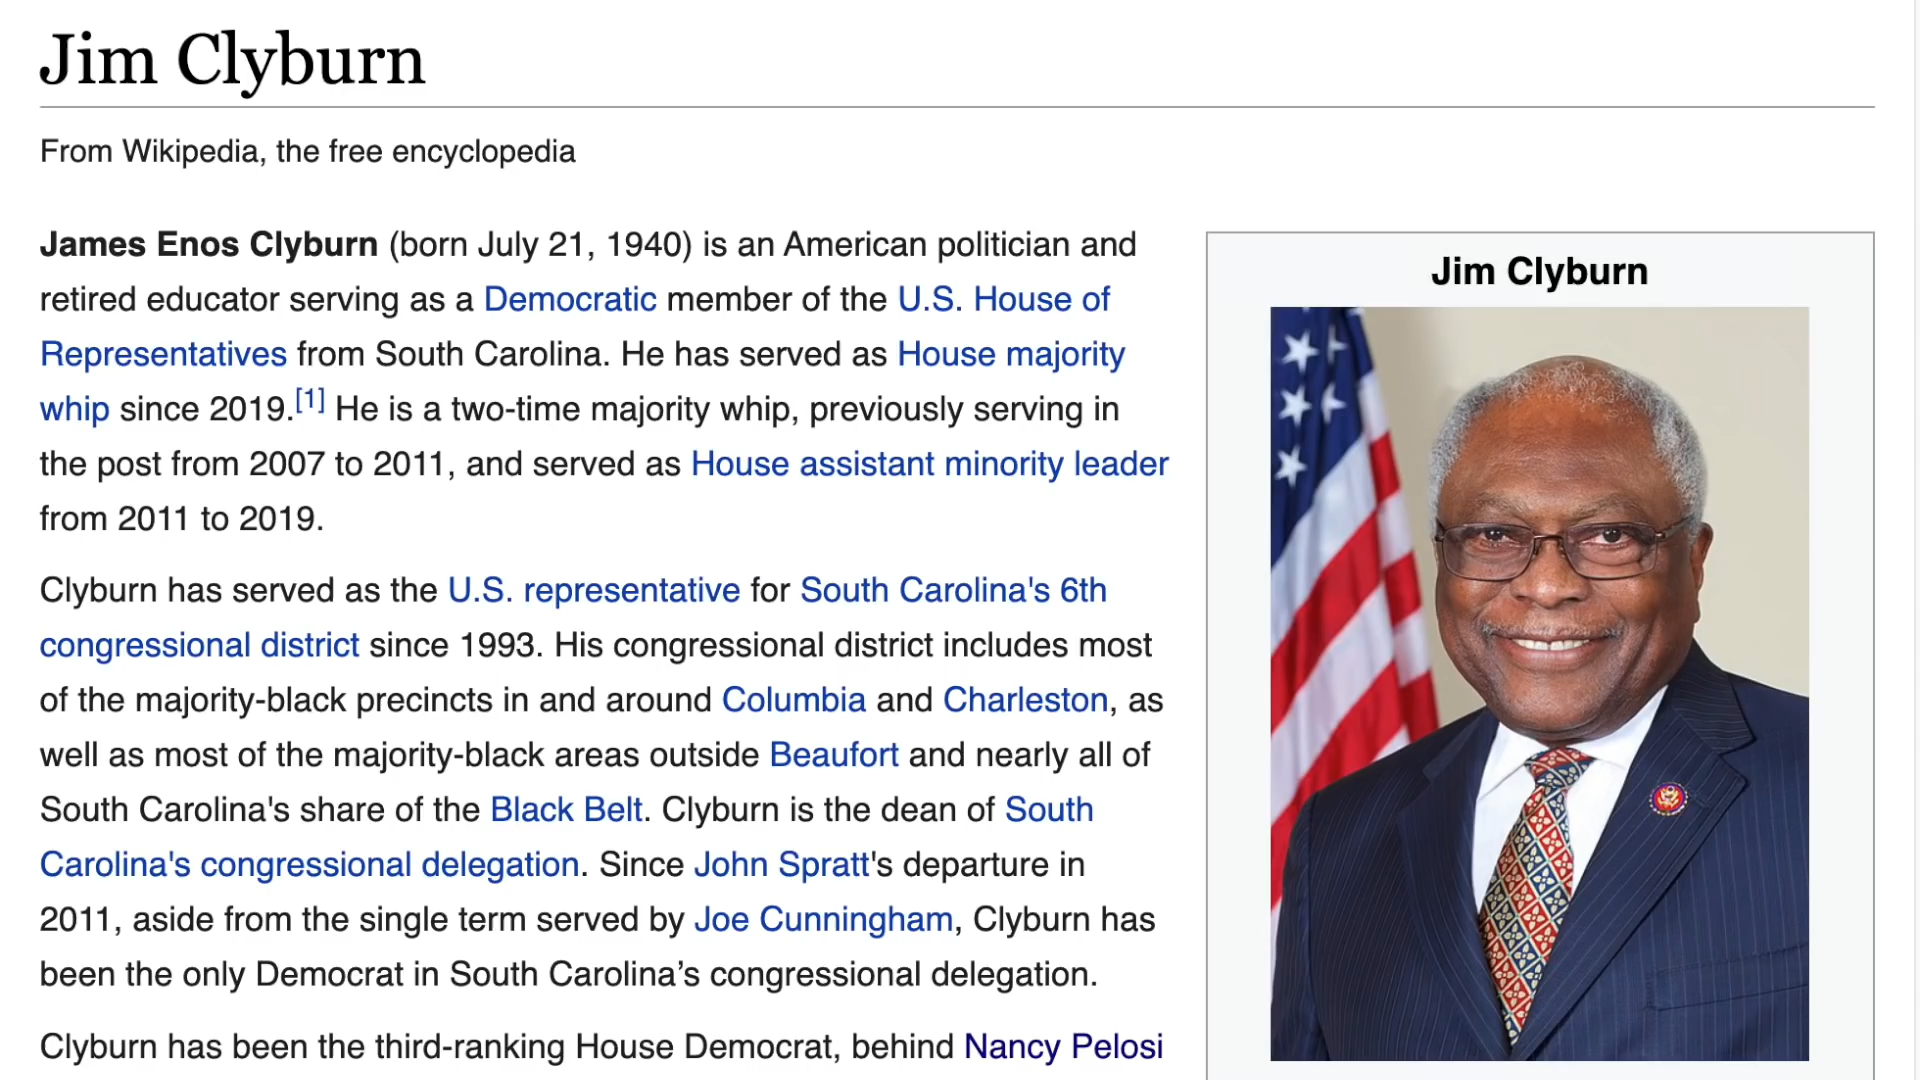 Jim Clyburn
From Wikipedia, the free encyclopedia
James Enos Clyburn (born July 21, 1940) is an American politician and
retired educator serving as a Democratic member of the U.S. House of
Representatives from South Carolina. He has served as House majority
whip since 2019.[1] He is a two-time majority whip, previously serving in
the post from 2007 to 2011, and served as House assistant minority leader
from 2011 to 2019.
Clyburn has served as the U.S. representative for South Carolina's 6th
congressional district since 1993. His congressional district includes most
of the majority-black precincts in and around Columbia and Charleston, as
well as most of the majority-black areas outside Beaufort and nearly all of
South Carolina's share of the Black Belt. Clyburn is the dean of South
Carolina's congressional delegation. Since John Spratt's departure in
2011, aside from the single term served by Joe Cunningham, Clyburn has
been the only Democrat in South Carolina’s congressional delegation.
Clyburn has been the third-ranking House Democrat, behind Nancy Pelosi
Jim Clyburn